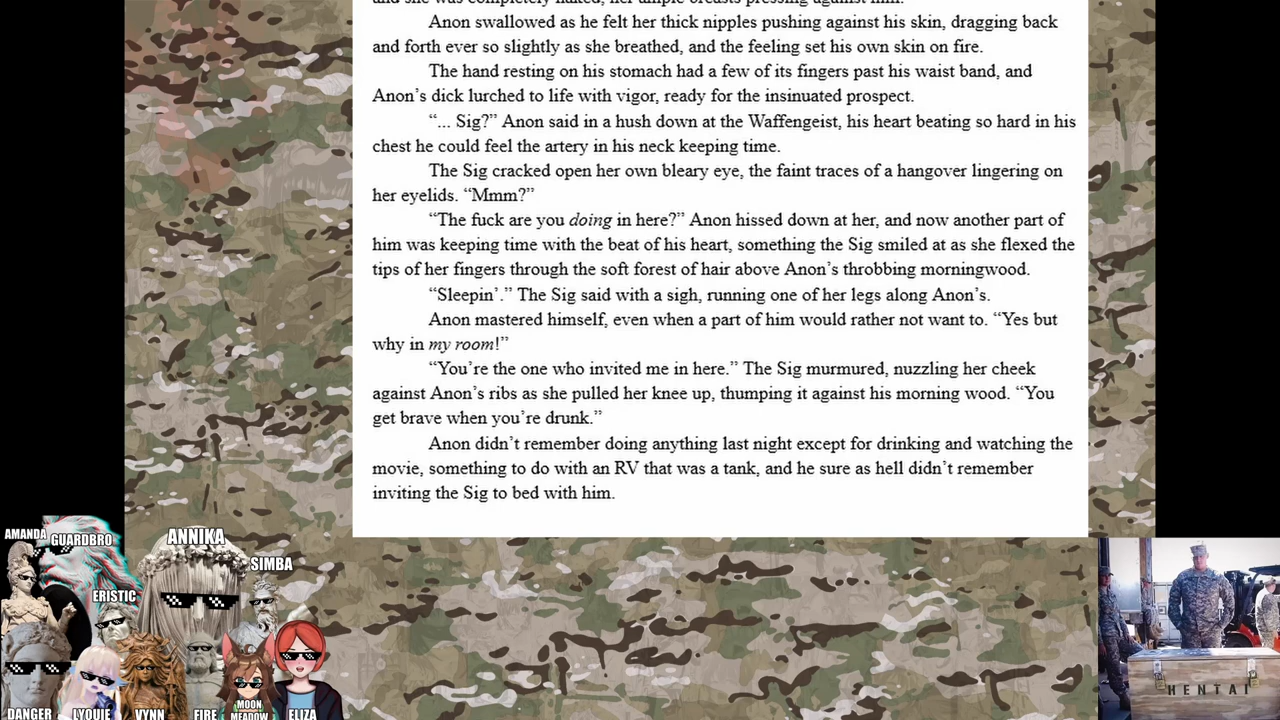 and she was completely naked, her ample breasts pressing against him.
Anon swallowed as he felt her thick nipples pushing against his skin, dragging back
and forth ever so slightly as she breathed, and the feeling set his own skin on fire.
The hand resting on his stomach had a few of its fingers past his waist band, and
Anon’s dick lurched to life with vigor, ready for the insinuated prospect.
“... Sig?” Anon said in a hush down at the Waffengeist, his heart beating so hard in his
chest he could feel the artery in his neck keeping time.
The Sig cracked open her own bleary eye, the faint traces of a hangover lingering on
her eyelids. “Mmm?”
“The fuck are you doing in here?” Anon hissed down at her, and now another part of
him was keeping time with the beat of his heart, something the Sig smiled at as she flexed the
tips of her fingers through the soft forest of hair above Anon’s throbbing morningwood.
“Sleepin’.” The Sig said with a sigh, running one of her legs along Anon’s.
Anon mastered himself, even when a part of him would rather not want to. “Yes but
why in my room!”
“You’re the one who invited me in here.” The Sig murmured, nuzzling her cheek
against Anon’s ribs as she pulled her knee up, thumping it against his morning wood. “You
get brave when you’re drunk.”
Anon didn’t remember doing anything last night except for drinking and watching the
movie, something to do with an RV that was a tank, and he sure as hell didn’t remember
inviting the Sig to bed with him.
AMANDA
GUARDBRO
ANNIKA
SIMBA
ERISTIC
DANGER
LYQUIE
VYNN
FIRE
MOON
MEADOW
ELIZA
HENTAI